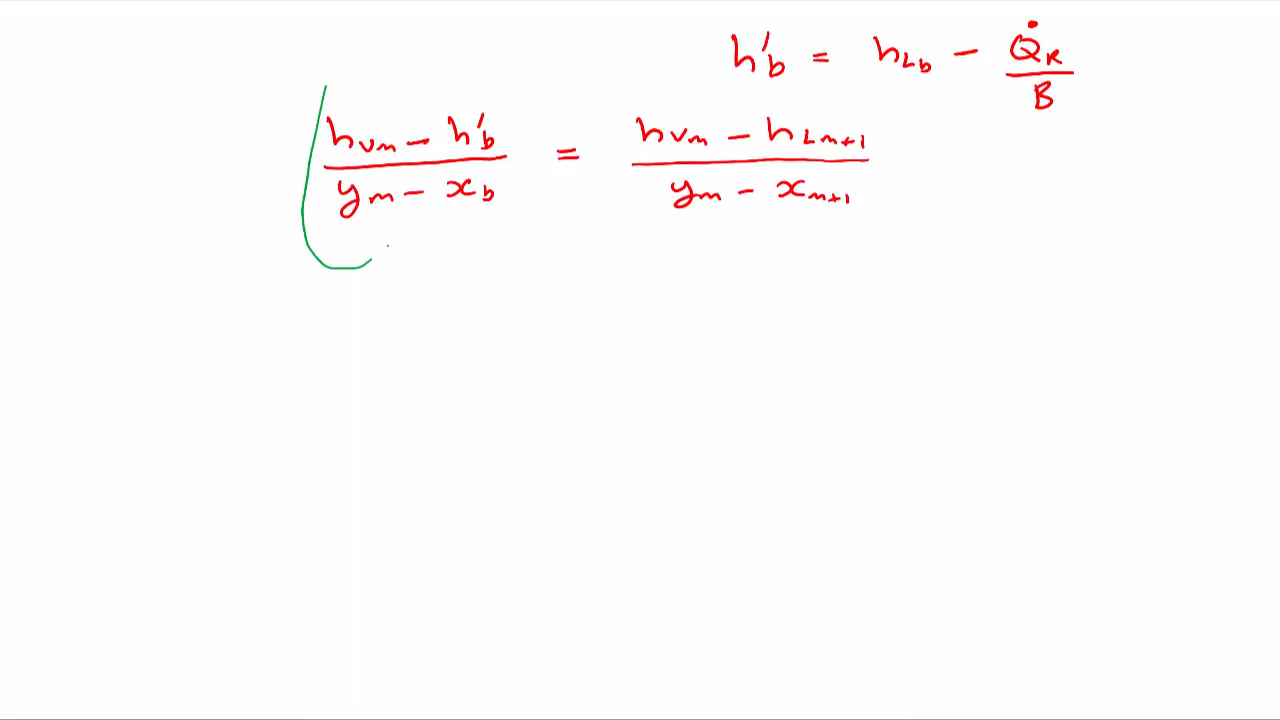 h'b = hLb - Q̇R/B
(hVm - h'b)/(ym - xb) = (hVm - hLm+1)/(ym - xm+1)